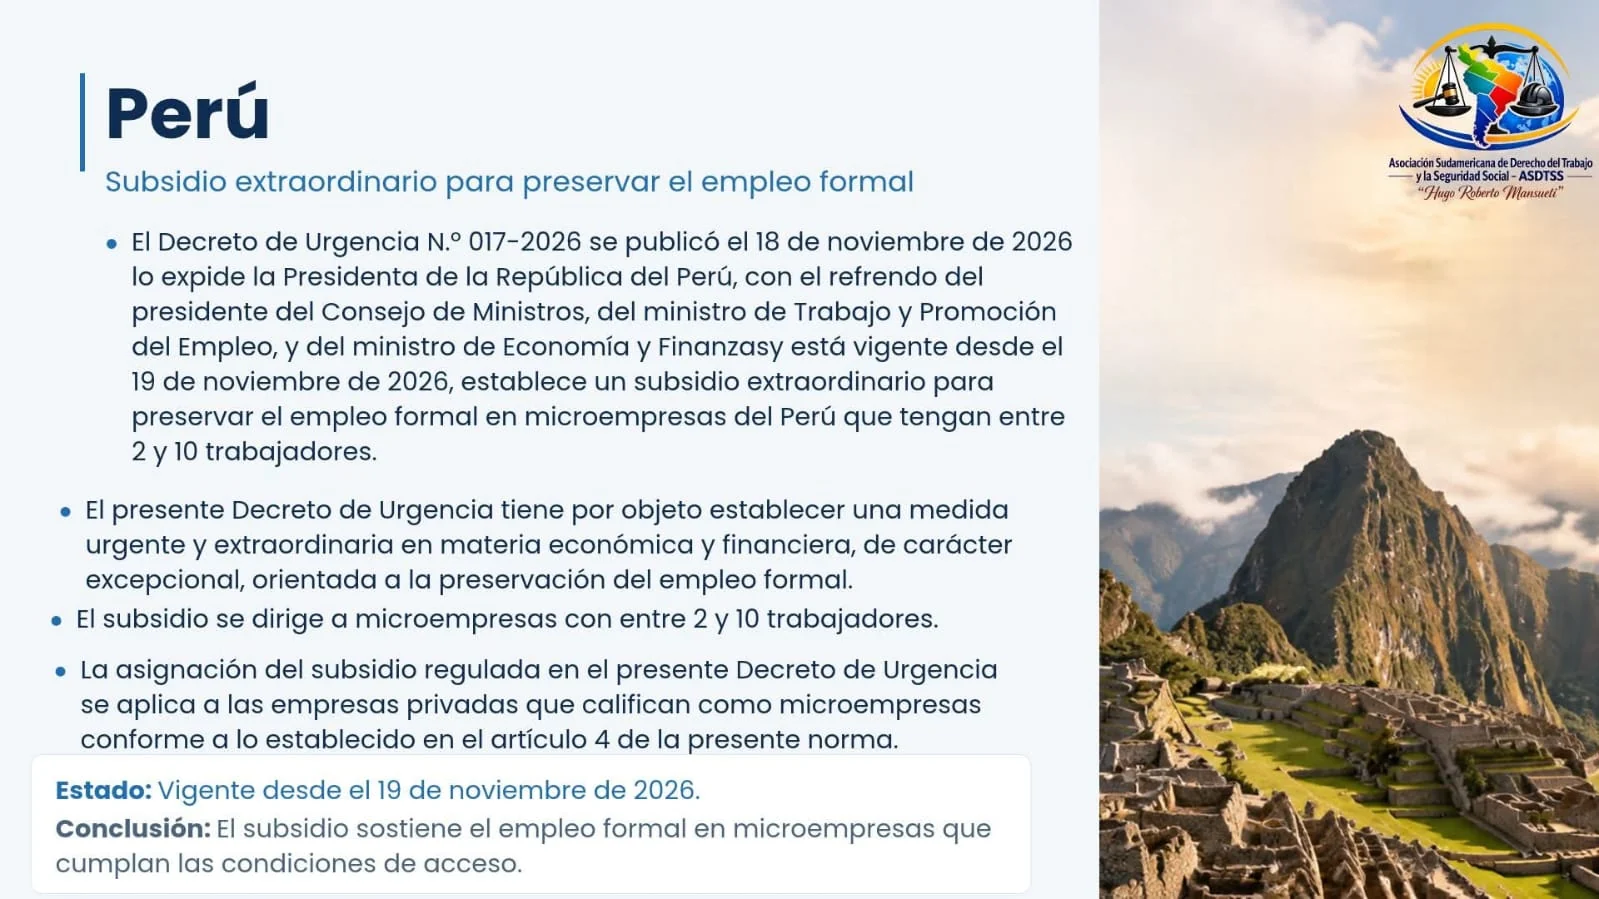 Perú
Subsidio extraordinario para preservar el empleo formal
• El Decreto de Urgencia N.º 017-2026 se publicó el 18 de noviembre de 2026
lo expide la Presidenta de la República del Perú, con el refrendo del
presidente del Consejo de Ministros, del ministro de Trabajo y Promoción
del Empleo, y del ministro de Economía y Finanzasy está vigente desde el
19 de noviembre de 2026, establece un subsidio extraordinario para
preservar el empleo formal en microempresas del Perú que tengan entre
2 y 10 trabajadores.
• El presente Decreto de Urgencia tiene por objeto establecer una medida
urgente y extraordinaria en materia económica y financiera, de carácter
excepcional, orientada a la preservación del empleo formal.
• El subsidio se dirige a microempresas con entre 2 y 10 trabajadores.
• La asignación del subsidio regulada en el presente Decreto de Urgencia
se aplica a las empresas privadas que califican como microempresas
conforme a lo establecido en el artículo 4 de la presente norma.
Estado: Vigente desde el 19 de noviembre de 2026.
Conclusión: El subsidio sostiene el empleo formal en microempresas que
cumplan las condiciones de acceso.
Asociación Sudamericana de Derecho del Trabajo
y la Seguridad Social - ASDTSS
"Hugo Roberto Mansueti"